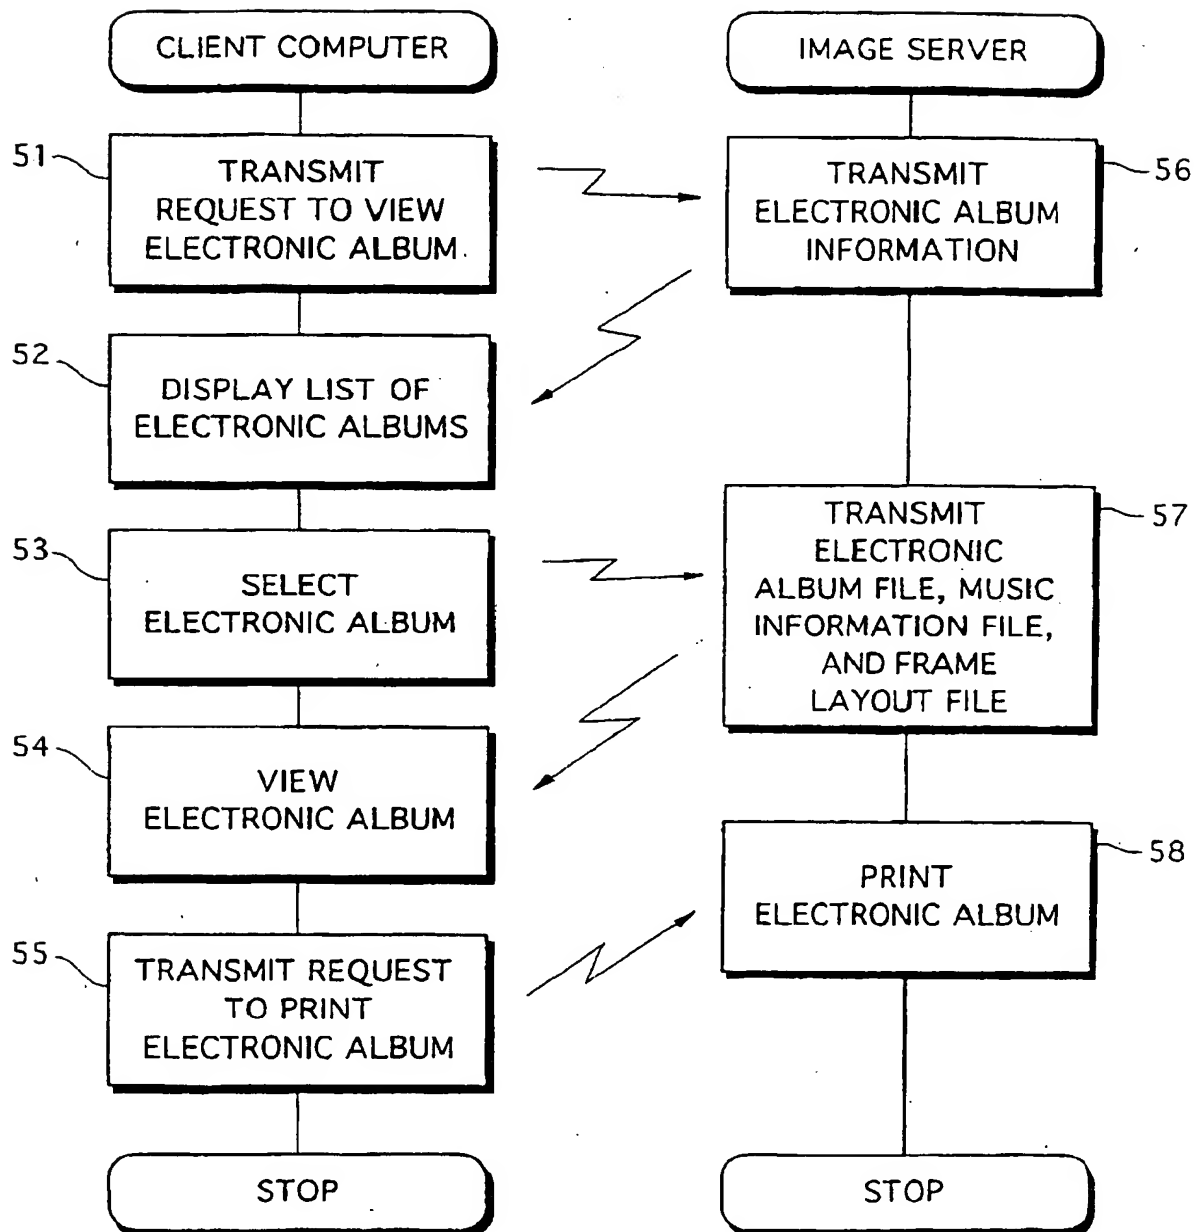 CLIENT COMPUTER
51
TRANSMIT
REQUEST TO VIEW
ELECTRONIC ALBUM
52
DISPLAY LIST OF
ELECTRONIC ALBUMS
53
SELECT
ELECTRONIC ALBUM
54
VIEW
ELECTRONIC ALBUM
55
TRANSMIT REQUEST
TO PRINT
ELECTRONIC ALBUM
STOP
IMAGE SERVER
56
TRANSMIT
ELECTRONIC ALBUM
INFORMATION
57
TRANSMIT
ELECTRONIC
ALBUM FILE, MUSIC
INFORMATION FILE,
AND FRAME
LAYOUT FILE
58
PRINT
ELECTRONIC ALBUM
STOP